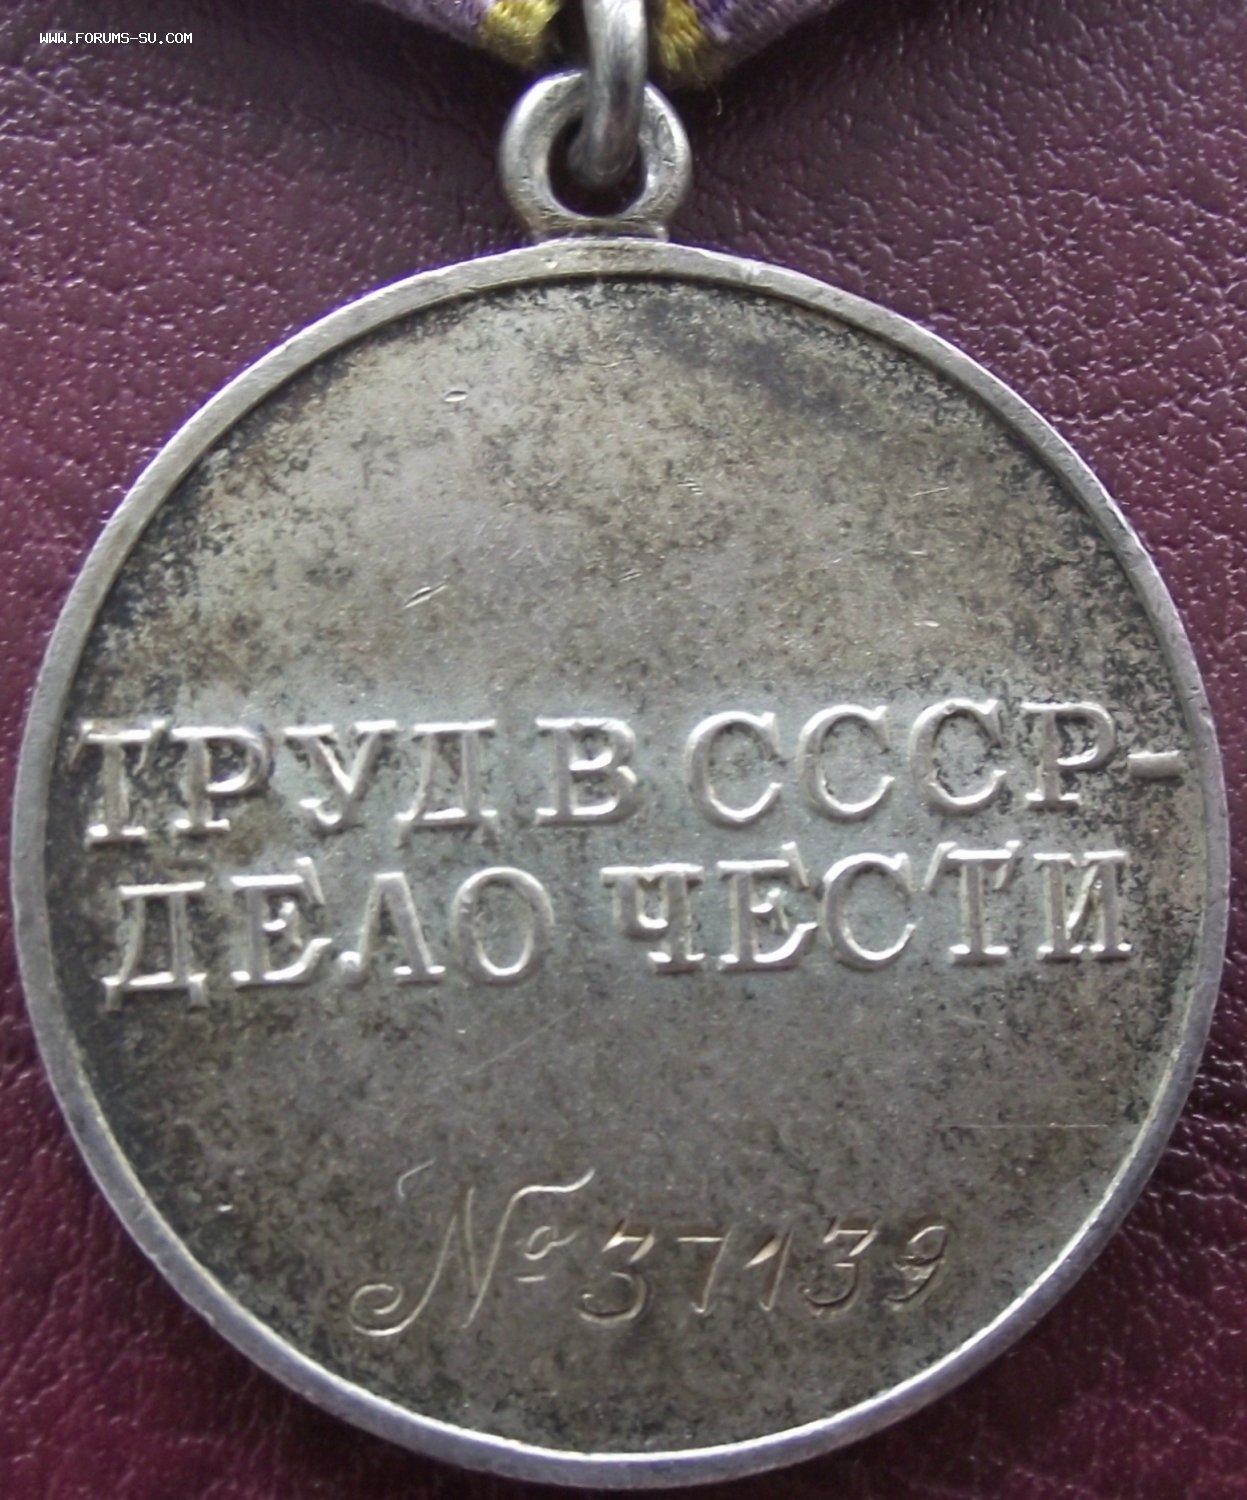 WWW.FORUMS-SU.COM
ТРУД В СССР-
ДЕЛО ЧЕСТИ
№ 37139